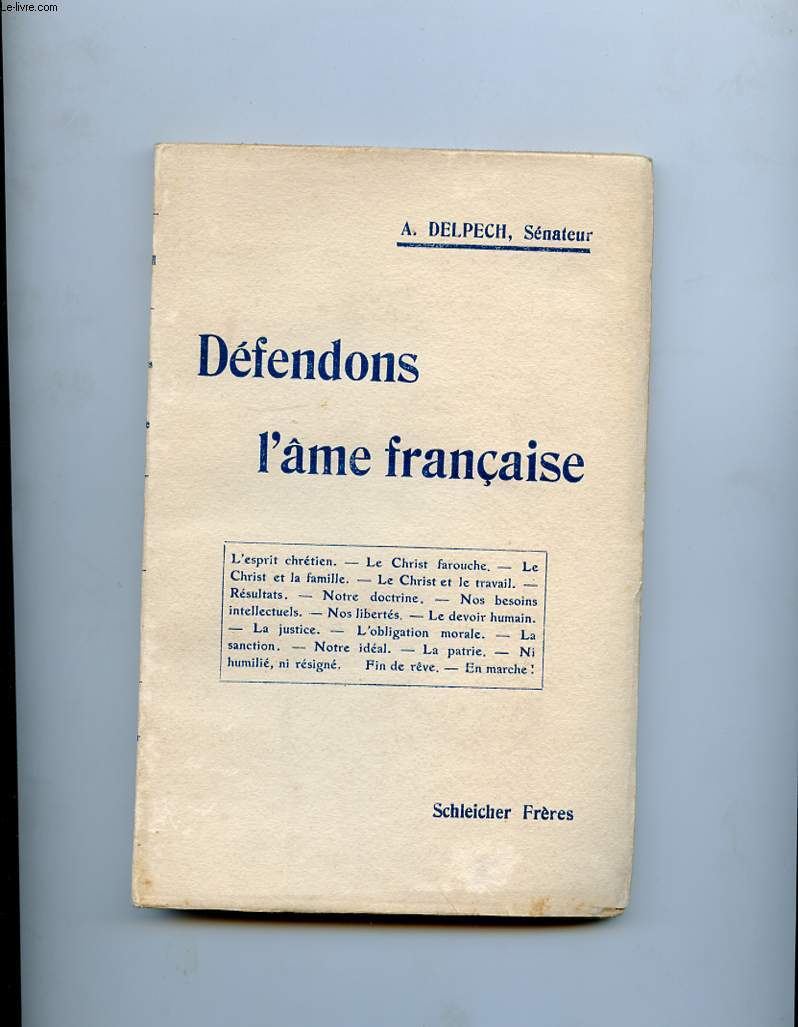 Le-livre.com
A. DELPECH, Sénateur
Défendons
l'âme française
L'esprit chrétien. — Le Christ farouche. — Le
Christ et la famille. — Le Christ et le travail. —
Résultats. — Notre doctrine. — Nos besoins
intellectuels. — Nos libertés. — Le devoir humain.
— La justice. — L'obligation morale. — La
sanction. — Notre idéal. — La patrie. — Ni
humilié, ni résigné. Fin de rêve. — En marche !
Schleicher Frères